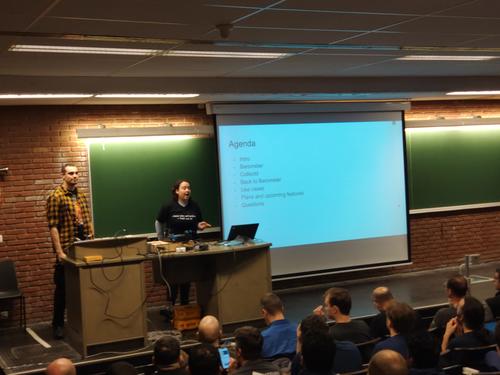 Agenda
- Intro
- Barometer
- Collectd
- Back to Barometer
- Use cases
- Plans and upcoming features
- Questions